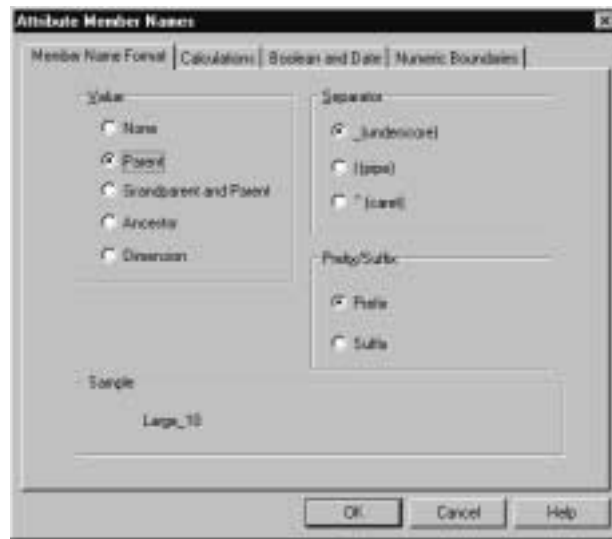 Attribute Member Names
Member Name Format Calculations Boolean and Date Numeric Boundaries
Value
None
Parent
Grandparent and Parent
Ancestor
Dimension
Separator
_(underscore)
|(pipe)
^(caret)
Prefix/Suffix
Prefix
Suffix
Sample
Large_10
OK Cancel Help